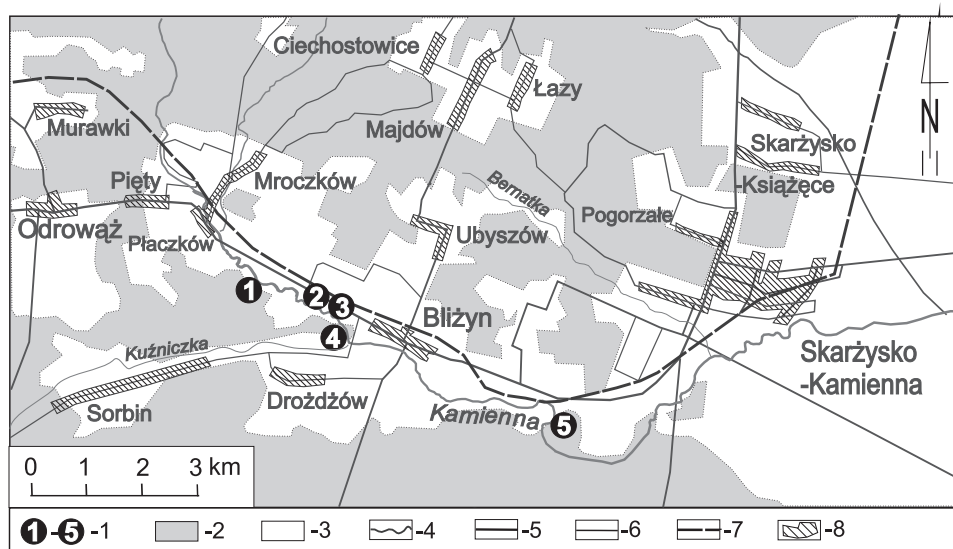 Ciechostowice
Łazy
N
Murawki
Majdów
Skarżysko
-Książęce
Pięty
Mroczków
Bernatka
Pogorzałe
Odrowąż
Płaczków
Ubyszów
1
2
3
Bliżyn
4
Kuźniczka
Skarżysko
-Kamienna
Sorbin
Drożdżów
Kamienna
5
0 1 2 3 km
1-5 -1 -2 -3 -4 -5 -6 -7 -8